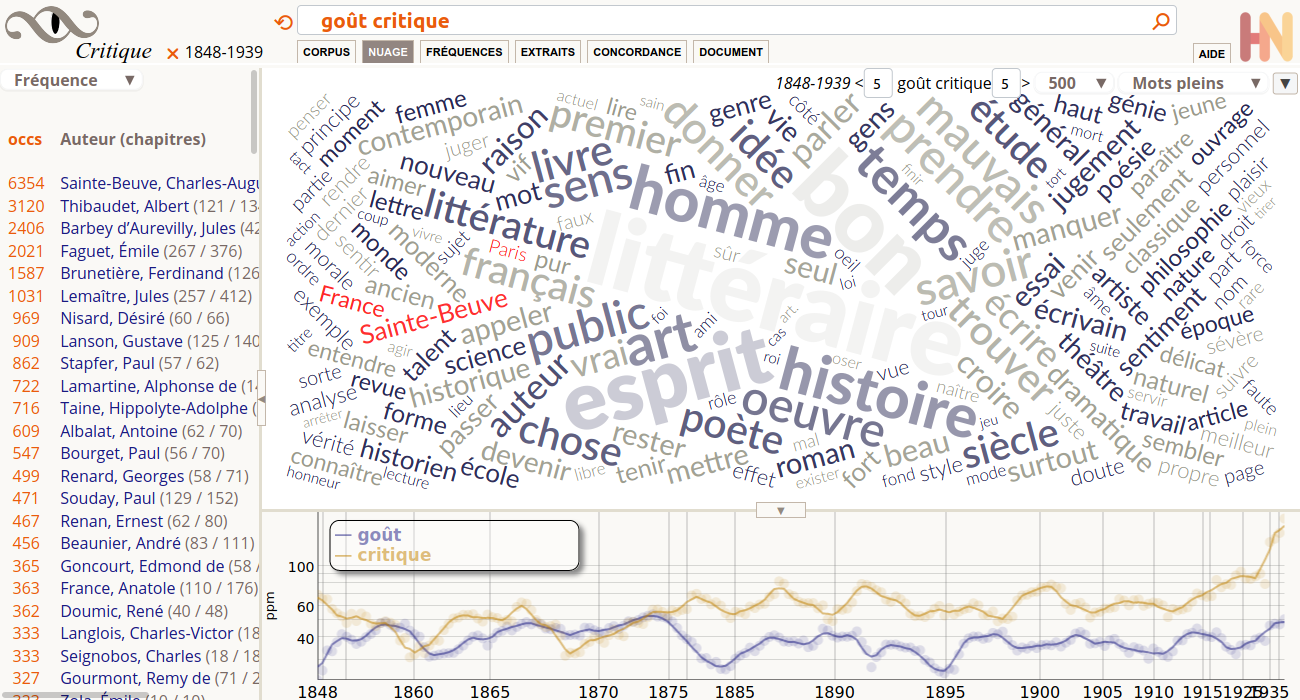 goût critique
Critique × 1848-1939
CORPUS NUAGE FRÉQUENCES EXTRAITS CONCORDANCE DOCUMENT
AIDE
HN
Fréquence ▼
1848-1939 < 5 goût critique 5 > 500 ▼ Mots pleins ▼ ▼
occs Auteur (chapitres)
6354 Sainte-Beuve, Charles-Augu
3120 Thibaudet, Albert (121 / 13
2406 Barbey d’Aurevilly, Jules (42
2021 Faguet, Émile (267 / 376)
1587 Brunetière, Ferdinand (126
1031 Lemaître, Jules (257 / 412)
969 Nisard, Désiré (60 / 66)
909 Lanson, Gustave (125 / 140
862 Stapfer, Paul (57 / 62)
722 Lamartine, Alphonse de (14
716 Taine, Hippolyte-Adolphe (
609 Albalat, Antoine (62 / 70)
547 Bourget, Paul (56 / 70)
499 Renard, Georges (58 / 71)
471 Souday, Paul (129 / 152)
467 Renan, Ernest (62 / 80)
456 Beaunier, André (83 / 111)
365 Goncourt, Edmond de (58 /
363 France, Anatole (110 / 176)
362 Doumic, René (40 / 48)
333 Langlois, Charles-Victor (18
333 Seignobos, Charles (18 / 18
327 Gourmont, Remy de (71 / 2
323 Zola, Émile (10 / 10)
penser principe moment femme contemporain actuel lire sain donner genre côté vie parler gens étude général haut génie jeune
tact juger raison premier idée mauvais mort jugement poésie ouvrage
partie rendre aimer nouveau vif livre mot sens fin âge bon temps finir prendre tort paraître personnel
action dernier coup lettre littérature faux homme littéraire manquer seulement classique plaisir vieux tirer
ordre morale sentir monde vivre moderne sujet Paris pur sûr seul oeil loi juge savoir essai venir philosophie droit force
exemple France ancien français Sainte-Beuve appeler public foi ami art. tour écrire artiste âme nature part nom rare
titre entendre agir talent science vrai art cas roi oser vue trouver écrivain suite sentiment époque sévère
sorte revue historique auteur esprit histoire croire théâtre délicat suivre
analyse arrêter laisser forme lieu passer chose rôle oeuvre naître jeu dramatique naturel servir faute
vérité historien école devenir rester poète mal roman beau siècle juste travail article plein
connaître honneur lecture libre tenir mettre effet exister fort fond style mode surtout doute sembler propre meilleur page
▼
— goût
— critique
ppm
100
60
40
1848 1860 1865 1870 1875 1885 1890 1895 1900 1905 1910 1915 1925 1935